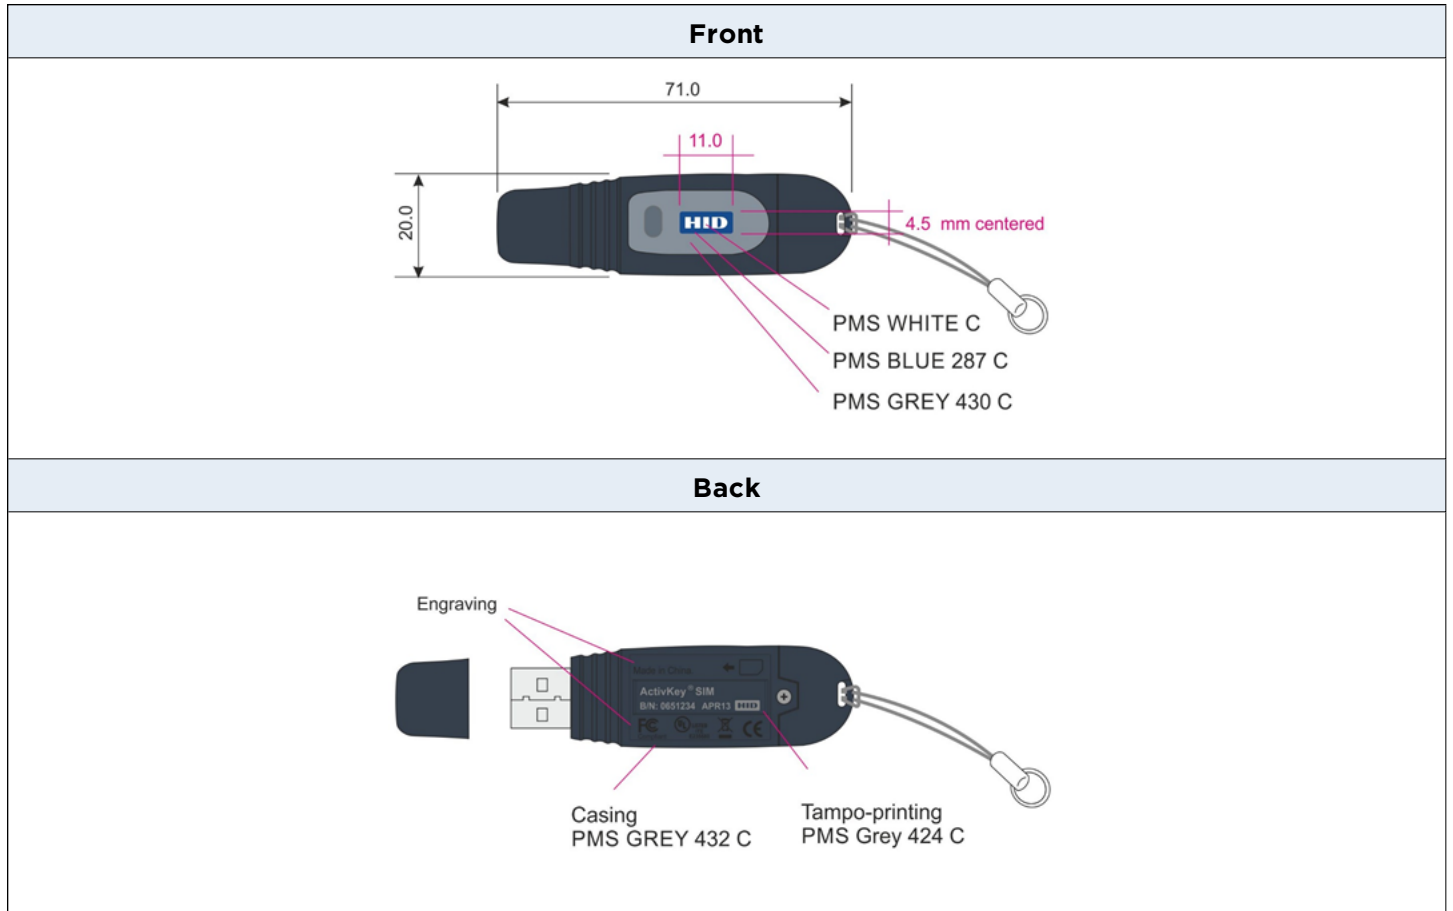 Front
71.0
11.0
20.0
HID
4.5 mm centered
PMS WHITE C
PMS BLUE 287 C
PMS GREY 430 C
Back
Engraving
Made in China
ActivKey® SIM
B/N: 0651234 APR13 HID
FC CE
Casing
PMS GREY 432 C
Tampo-printing
PMS Grey 424 C